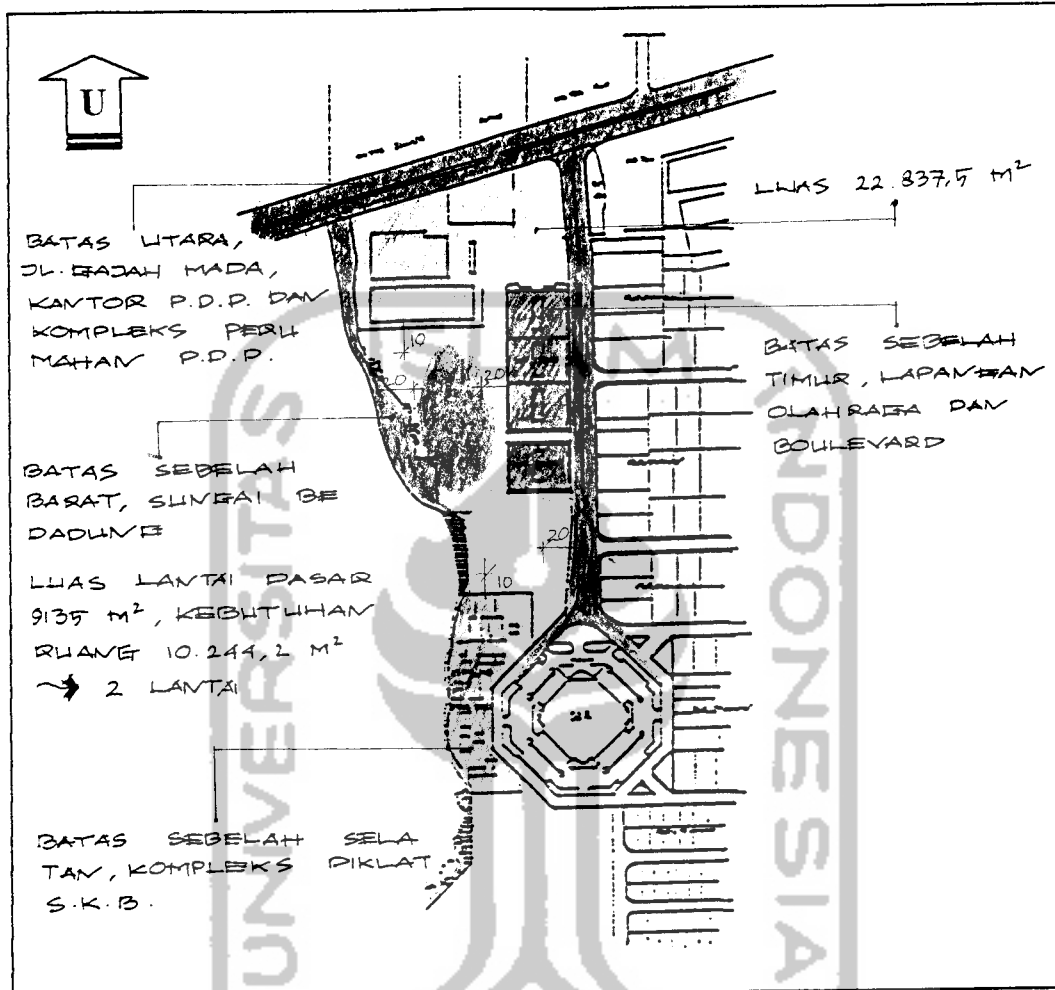 U
LUAS 22.837,5 M²
BATAS UTARA,
JL. GAJAH MADA,
KANTOR P.D.P. DAN
KOMPLEKS PERU
MAHAN P.D.P.
BATAS SEBELAH
TIMUR, LAPANGAN
OLAHRAGA DAN
BOULEVARD
10
20
20
BATAS SEBELAH
BARAT, SUNGAI BE
DADUNG
20
10
LUAS LANTAI DASAR
9135 M², KEBUTUHAN
RUANG 10.244,2 M²
2 LANTAI
BATAS SEBELAH SELA
TAN, KOMPLEKS DIKLAT
S.K.B.
UNIVERSITAS
INDONESIA